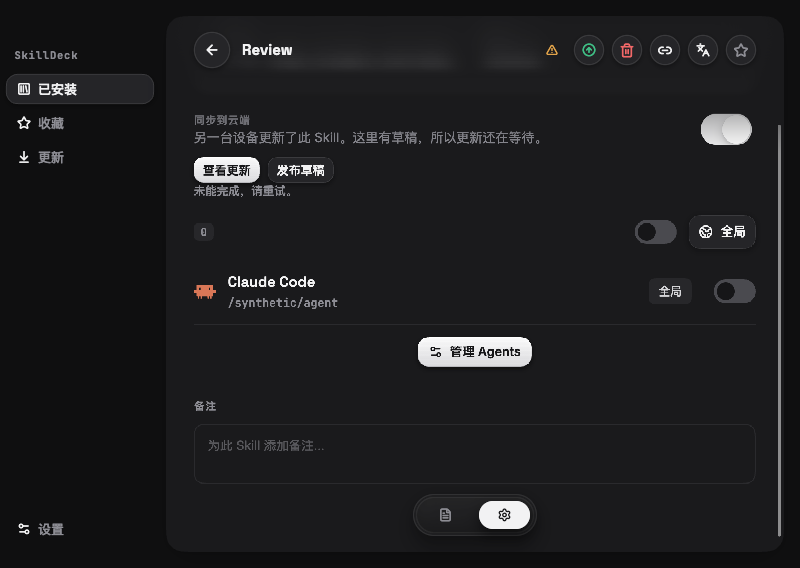 SkillDeck
已安装
收藏
更新
设置
Review
同步到云端
另一台设备更新了此 Skill。这里有草稿，所以更新还在等待。
查看更新
发布草稿
未能完成，请重试。
0
全局
Claude Code
/synthetic/agent
全局
管理 Agents
备注
为此 Skill 添加备注...